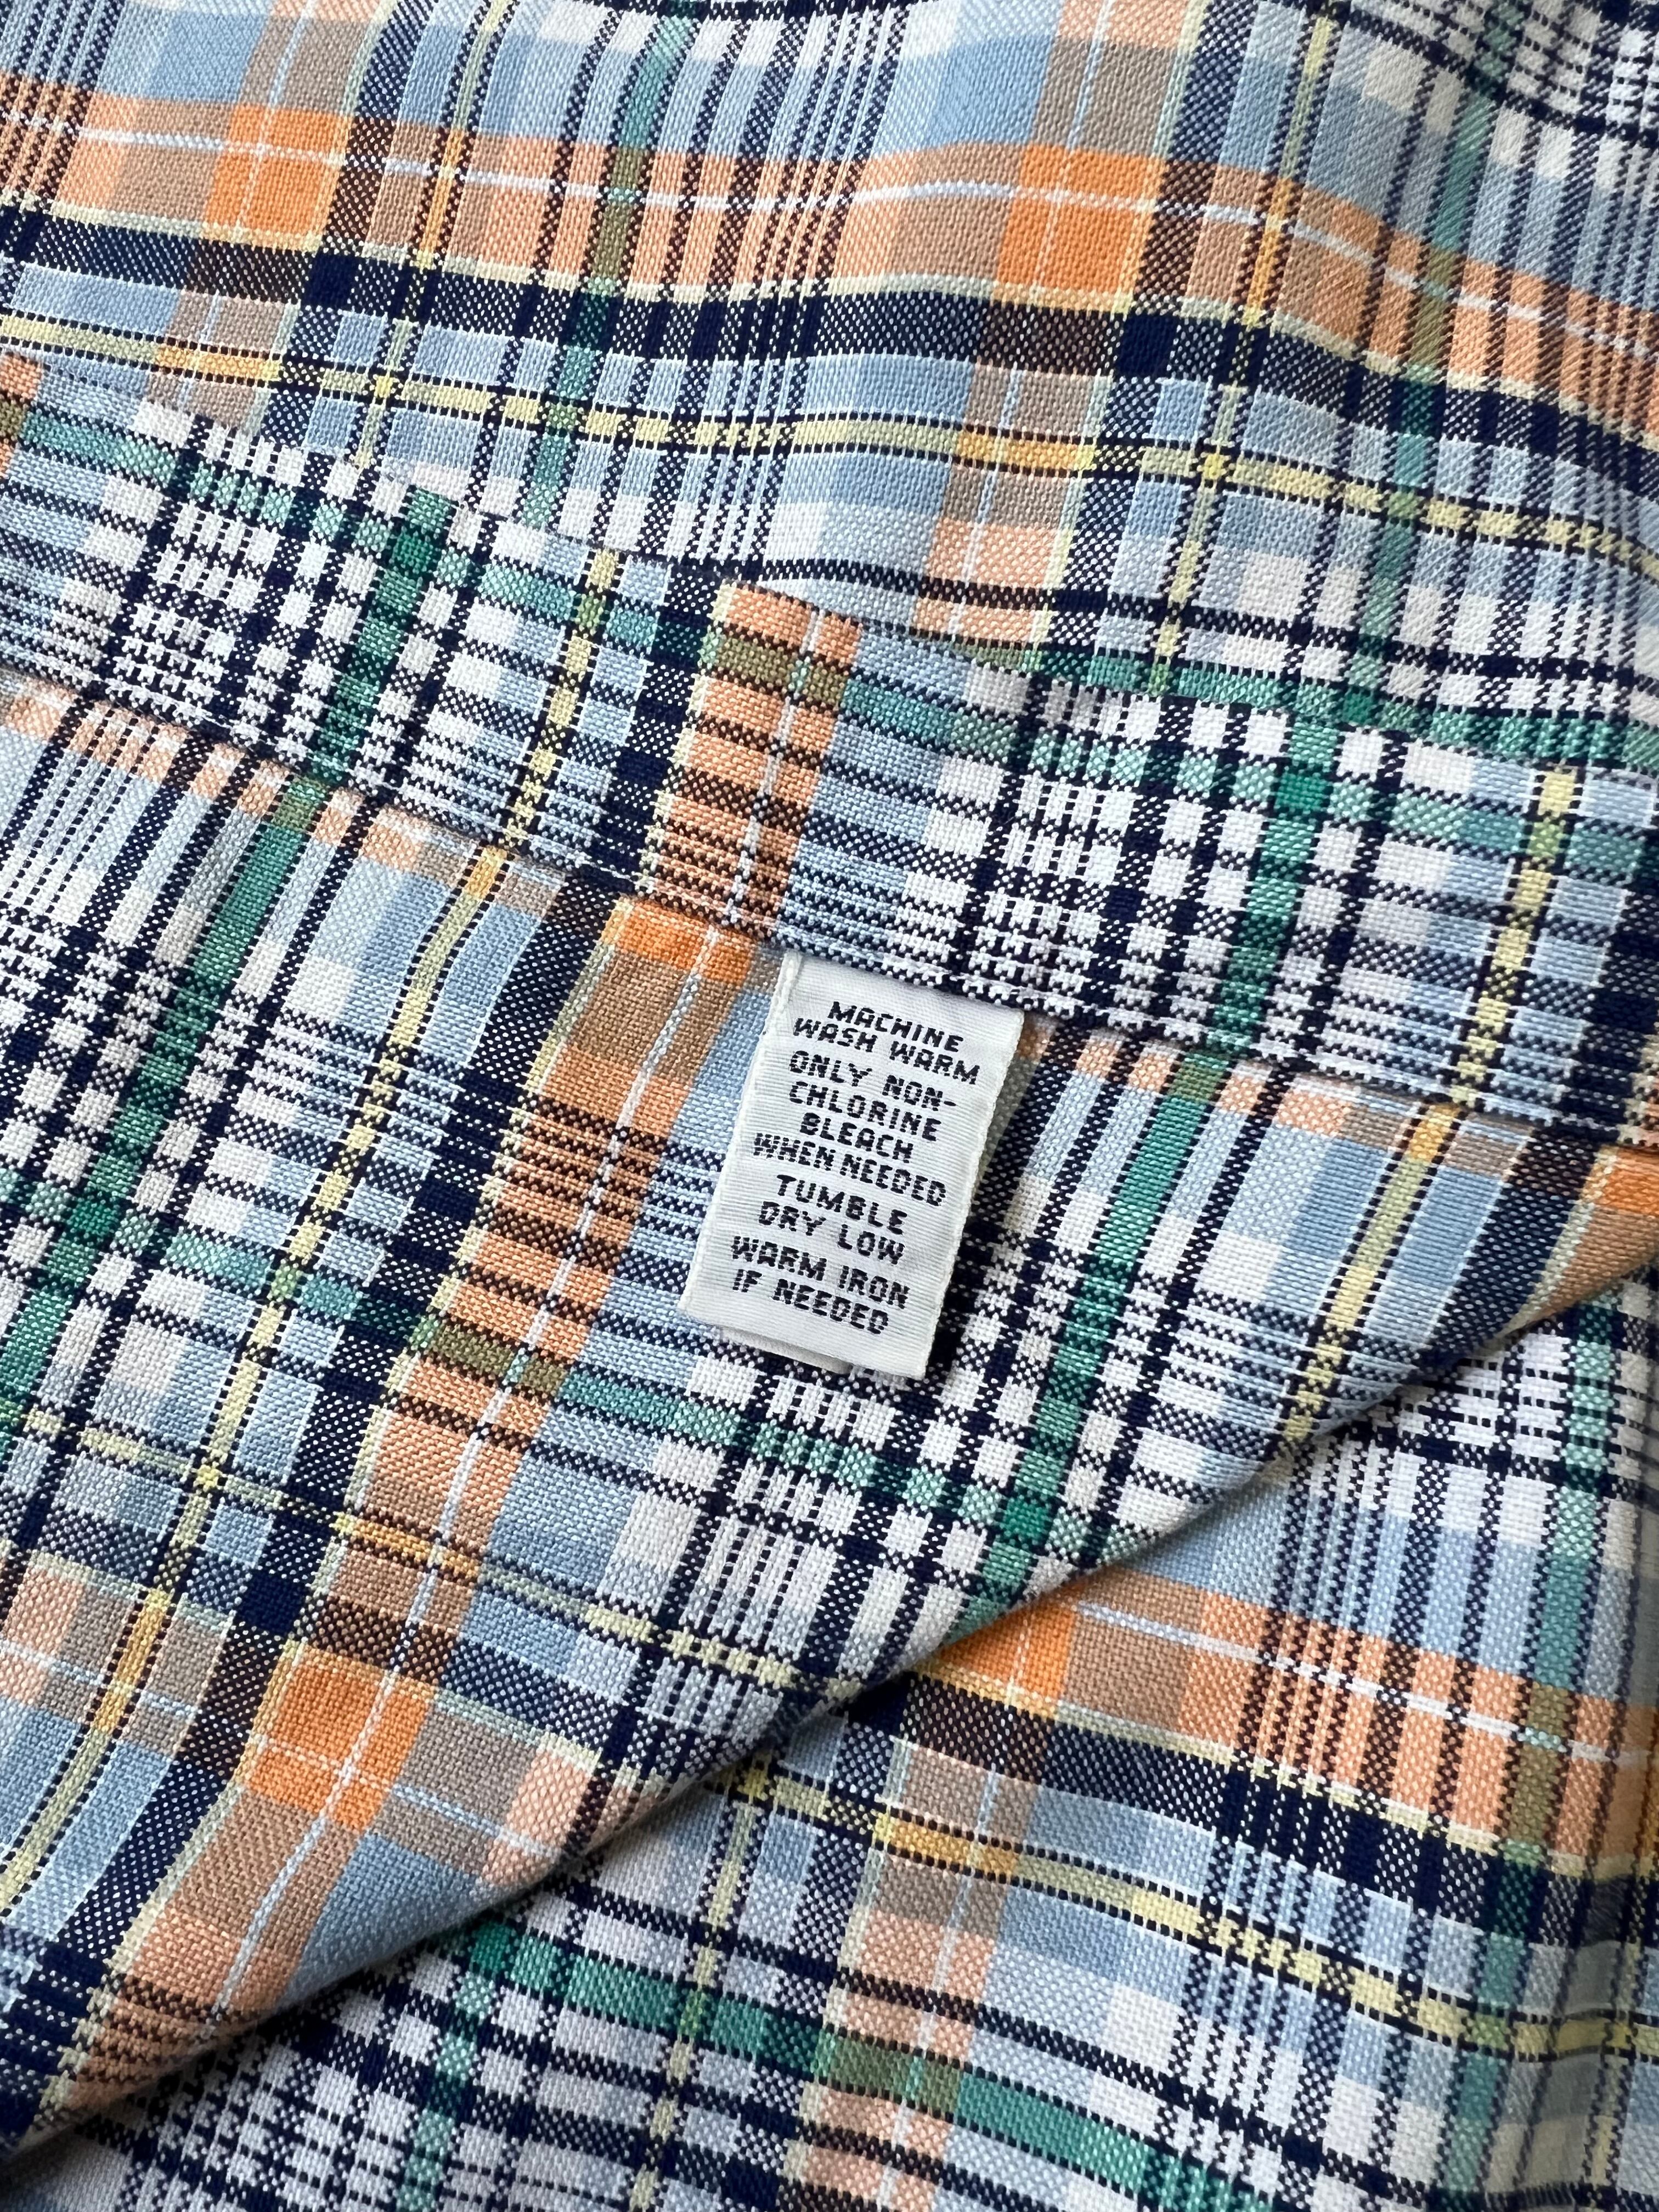 MACHINE
WASH WARM
ONLY NON-
CHLORINE
BLEACH
WHEN NEEDED
TUMBLE
DRY LOW
WARM IRON
IF NEEDED